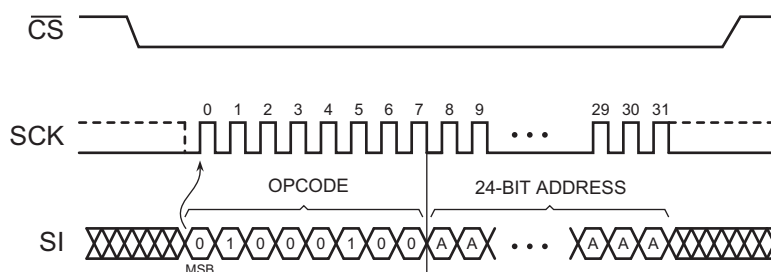 CS
0 1 2 3 4 5 6 7 8 9 29 30 31
SCK
OPCODE 24-BIT ADDRESS
SI 0 1 0 0 0 1 0 0 A A A A A
MSB